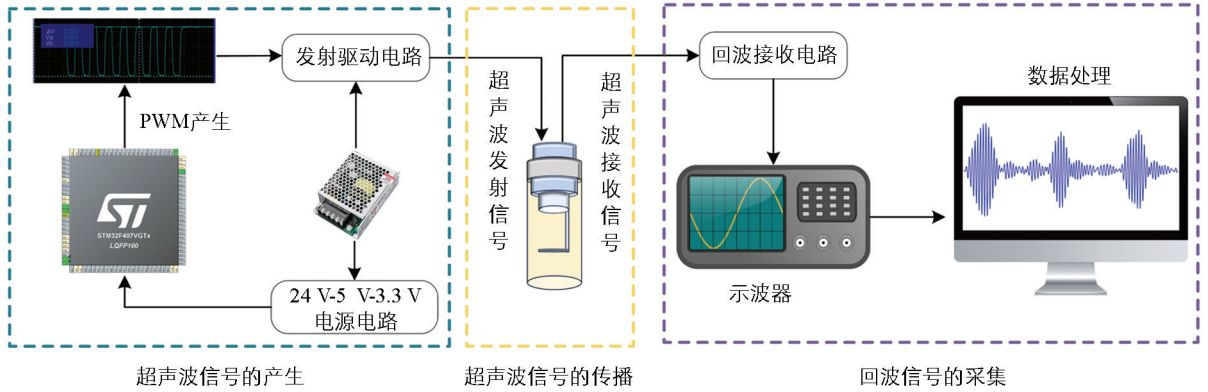 发射驱动电路
PWM产生
ST
STM32F407VGTx
LQFP100
24 V-5 V-3.3 V
电源电路
超声波信号的产生
超声波发射信号
超声波接收信号
超声波信号的传播
回波接收电路
示波器
数据处理
回波信号的采集